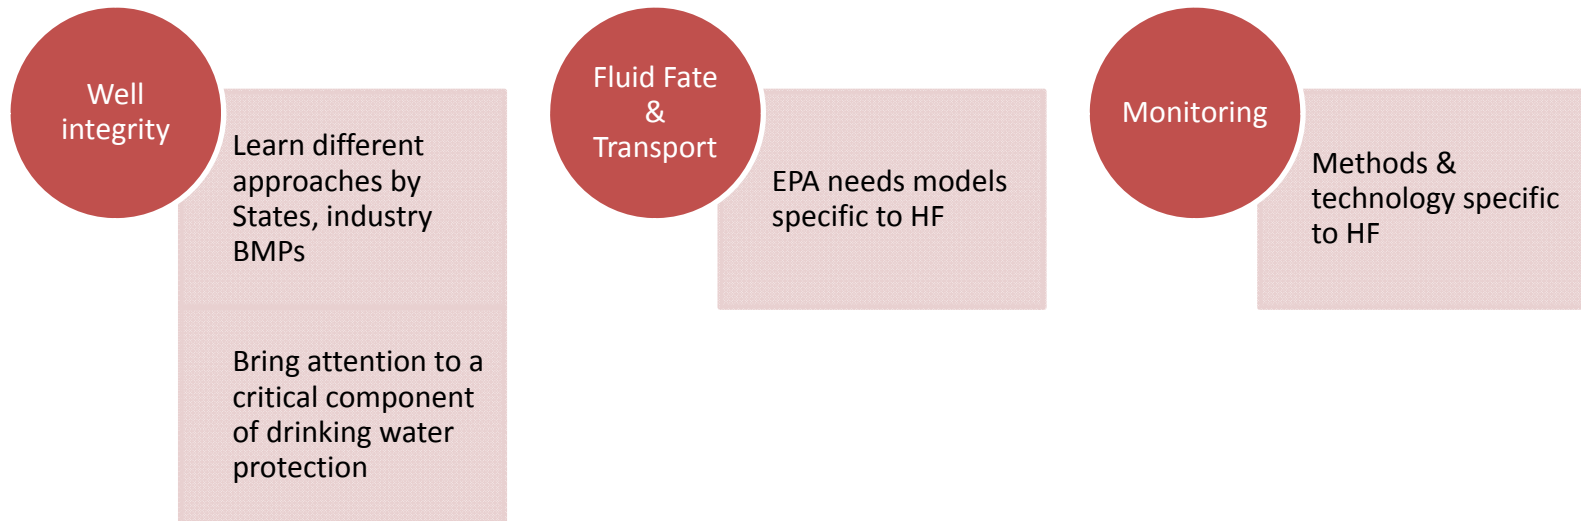 Well
integrity
Learn different
approaches by
States, industry
BMPs
Bring attention to a
critical component
of drinking water
protection
Fluid Fate
&
Transport
EPA needs models
specific to HF
Monitoring
Methods &
technology specific
to HF